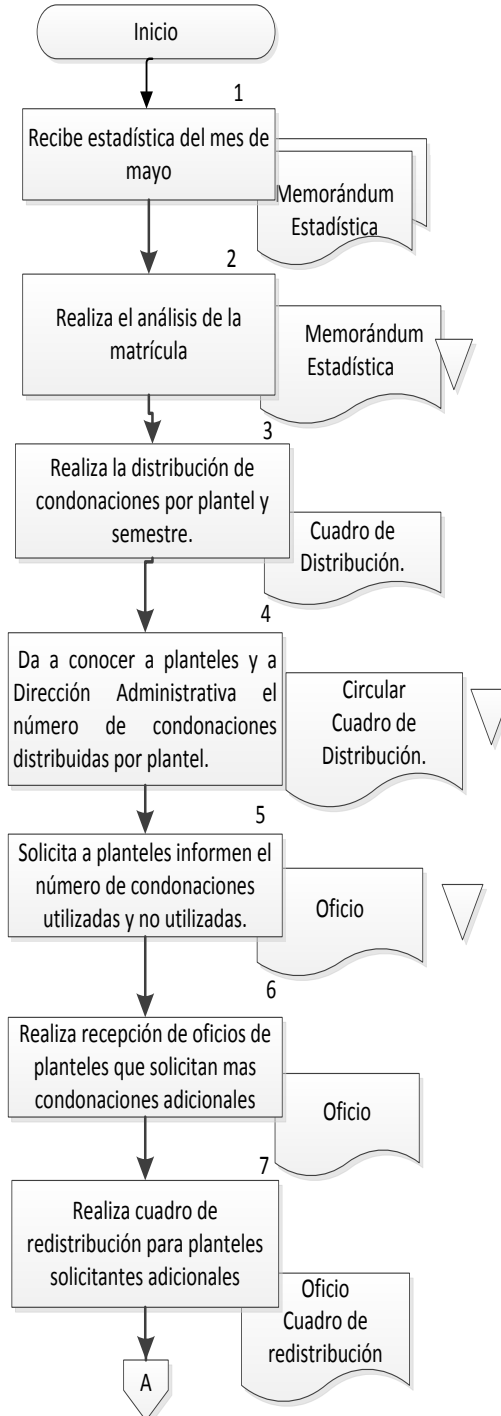 Inicio
1
Recibe estadística del mes de
mayo
Memorándum
Estadística
2
Realiza el análisis de la
matrícula
Memorándum
Estadística
3
Realiza la distribución de
condonaciones por plantel y
semestre.
Cuadro de
Distribución.
4
Da a conocer a planteles y a
Dirección Administrativa el
número de condonaciones
distribuidas por plantel.
Circular
Cuadro de
Distribución.
5
Solicita a planteles informen el
número de condonaciones
utilizadas y no utilizadas.
Oficio
6
Realiza recepción de oficios de
planteles que solicitan mas
condonaciones adicionales
Oficio
7
Realiza cuadro de
redistribución para planteles
solicitantes adicionales
Oficio
Cuadro de
redistribución
A